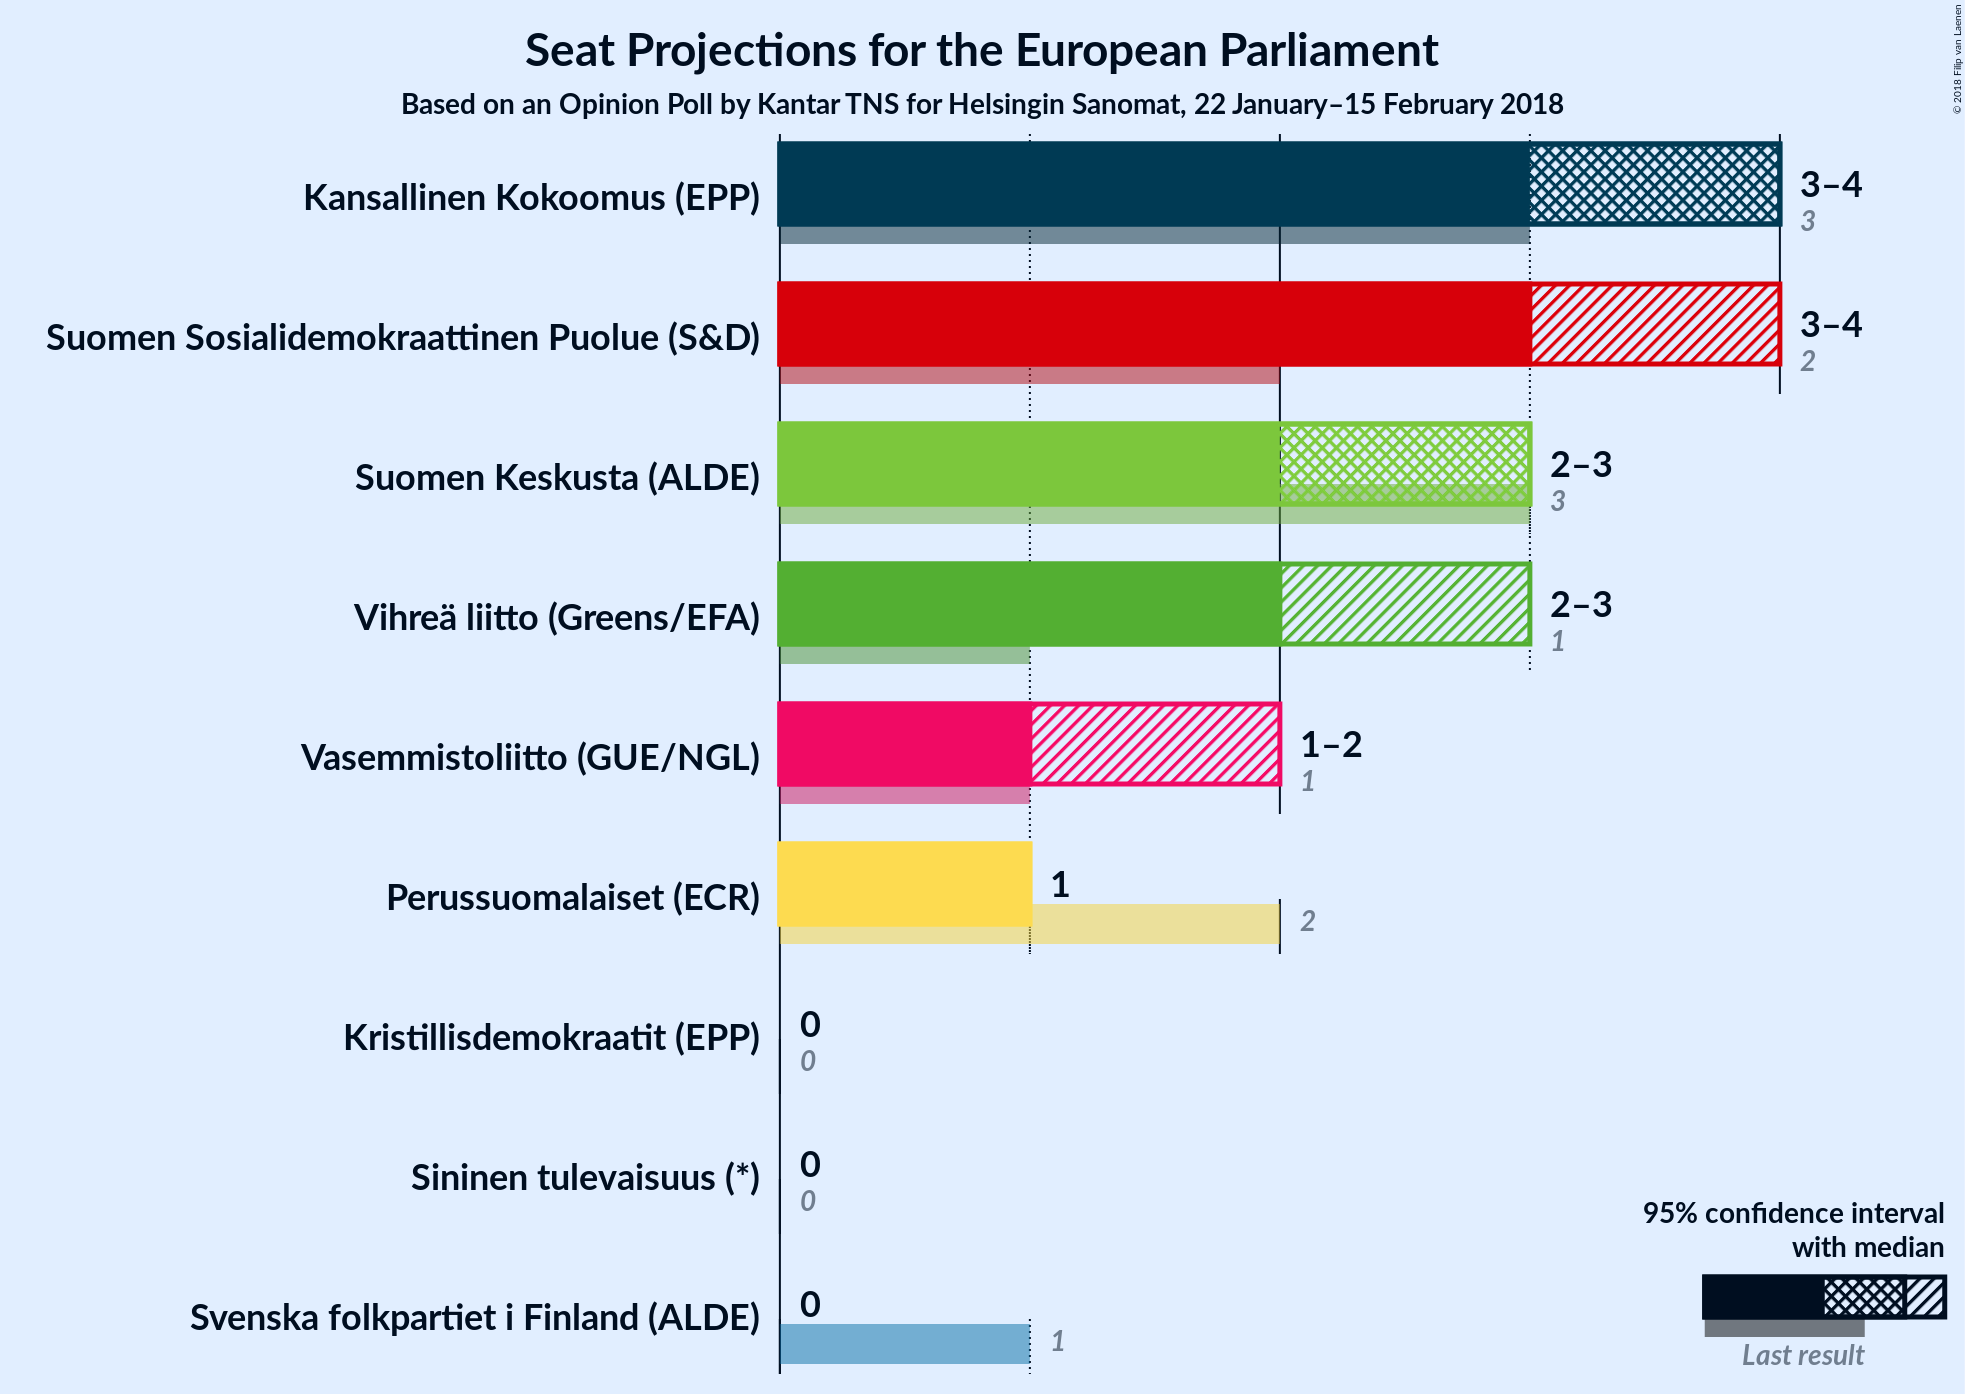 Seat Projections for the European Parliament
Based on an Opinion Poll by Kantar TNS for Helsingin Sanomat, 22 January–15 February 2018
© 2018 Filip van Laenen
Kansallinen Kokoomus (EPP)
3–4
3
Suomen Sosialidemokraattinen Puolue (S&D)
3–4
2
Suomen Keskusta (ALDE)
2–3
3
Vihreä liitto (Greens/EFA)
2–3
1
Vasemmistoliitto (GUE/NGL)
1–2
1
Perussuomalaiset (ECR)
1
2
Kristillisdemokraatit (EPP)
0
0
Sininen tulevaisuus (*)
0
0
Svenska folkpartiet i Finland (ALDE)
0
1
95% confidence interval
with median
Last result